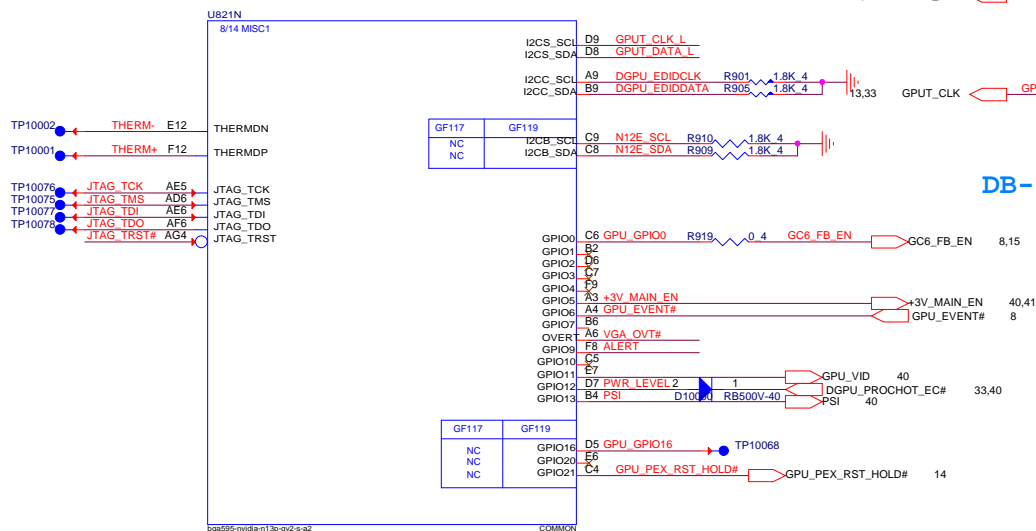 U821N
8/14 MISC1
I2CS_SCL D9 GPUT_CLK_L
I2CS_SDA D8 GPUT_DATA_L
I2CC_SCL A9 DGPU_EDIDCLK R901 1.8K_4
I2CC_SDA B9 DGPU_EDIDDATA R905 1.8K_4
13,33 GPUT_CLK GP
TP10002 THERM- E12 THERMDN
TP10001 THERM+ F12 THERMDP
GF117 GF119
NC I2CB_SCL C9 N12E_SCL R910 1.8K_4
NC I2CB_SDA C8 N12E_SDA R909 1.8K_4
DB-
TP10076 JTAG_TCK AE5 JTAG_TCK
TP10075 JTAG_TMS AD6 JTAG_TMS
TP10077 JTAG_TDI AE6 JTAG_TDI
TP10078 JTAG_TDO AF6 JTAG_TDO
JTAG_TRST# AG4 JTAG_TRST
GPIO0 C6 GPU_GPIO0 R919 0_4 GC6_FB_EN GC6_FB_EN 8,15
GPIO1 B2
GPIO2 D6
GPIO3 C7
GPIO4 F9
GPIO5 A3 +3V_MAIN_EN +3V_MAIN_EN 40,41
GPIO6 A4 GPU_EVENT# GPU_EVENT# 8
GPIO7 B6
OVERT A6 VGA_OVT#
GPIO9 F8 ALERT
GPIO10 C5
GPIO11 E7 GPU_VID 40
GPIO12 D7 PWR_LEVEL 2 1 DGPU_PROCHOT_EC# 33,40
GPIO13 B4 PSI RB500V-40 PSI 40
GF117 GF119
NC GPIO16 D5 GPU_GPIO16 TP10068
NC GPIO20 E6
NC GPIO21 C4 GPU_PEX_RST_HOLD# GPU_PEX_RST_HOLD# 14
bga595-nvidia-n13p-gv2-s-a2 COMMON